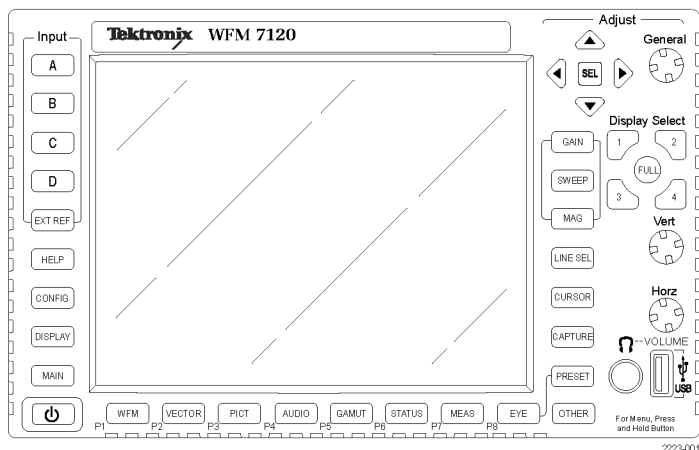 Input
A
B
C
D
EXT REF
HELP
CONFIG
DISPLAY
MAIN
Tektronix WFM 7120
Adjust
General
SEL
Display Select
1
2
FULL
3
4
GAIN
SWEEP
MAG
LINE SEL
CURSOR
CAPTURE
PRESET
OTHER
Vert
Horz
VOLUME
USB
For Menu, Press
and Hold Button
WFM VECTOR PICT AUDIO GAMUT STATUS MEAS EYE
P1 P2 P3 P4 P5 P6 P7 P8
2223-001